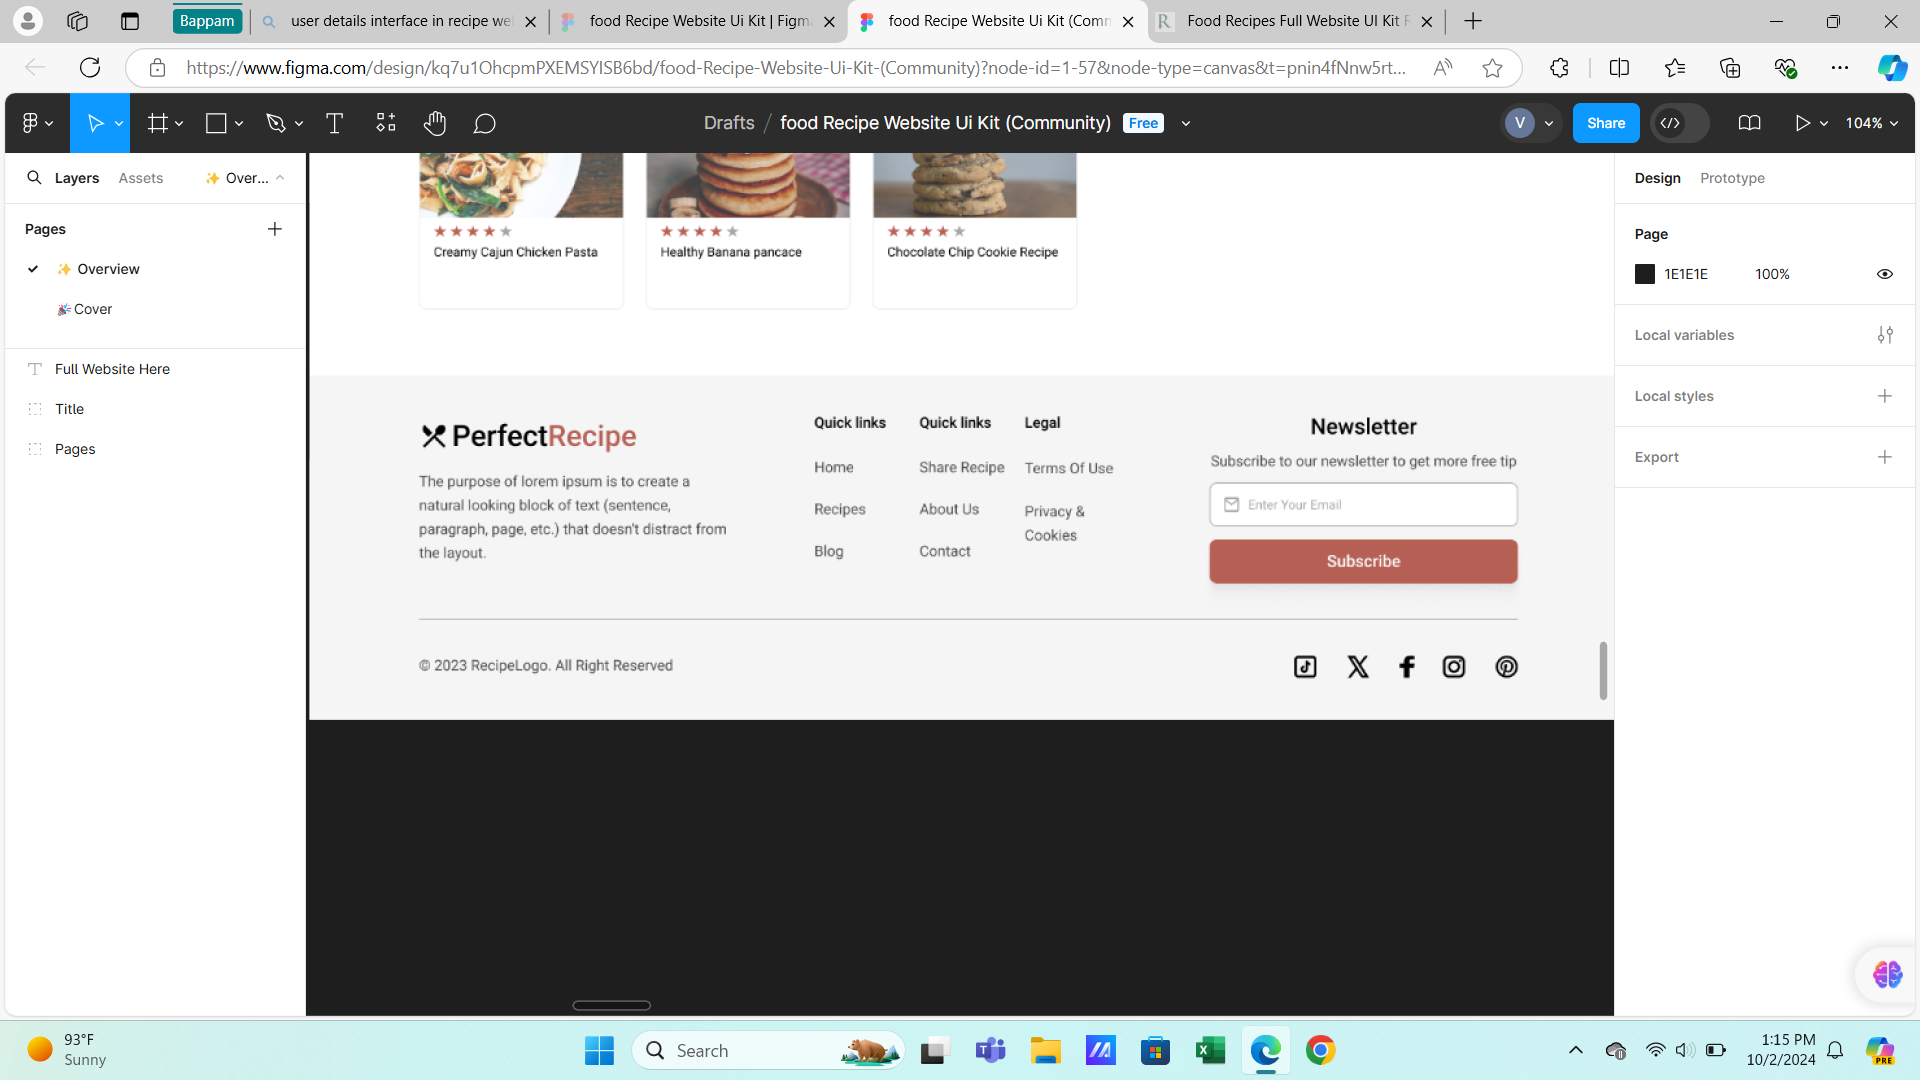 Bappam
user details interface in recipe we
food Recipe Website Ui Kit | Figm
food Recipe Website Ui Kit (Comm
Food Recipes Full Website UI Kit
https://www.figma.com/design/kq7u1OhcpmPXEMSYISB6bd/food-Recipe-Website-Ui-Kit-(Community)?node-id=1-57&node-type=canvas&t=pnin4fNnw5rt...
Drafts / food Recipe Website Ui Kit (Community) Free
V
Share
104%
Layers Assets ✨ Over...
Pages
✨ Overview
🎉 Cover
Full Website Here
Title
Pages
Creamy Cajun Chicken Pasta
Healthy Banana pancace
Chocolate Chip Cookie Recipe
PerfectRecipe
The purpose of lorem ipsum is to create a
natural looking block of text (sentence,
paragraph, page, etc.) that doesn't distract from
the layout.
Quick links
Home
Recipes
Blog
Quick links
Share Recipe
About Us
Contact
Legal
Terms Of Use
Privacy &
Cookies
Newsletter
Subscribe to our newsletter to get more free tip
Enter Your Email
Subscribe
© 2023 RecipeLogo. All Right Reserved
Design Prototype
Page
1E1E1E 100%
Local variables
Local styles
Export
93°F
Sunny
Search
1:15 PM
10/2/2024
PRE